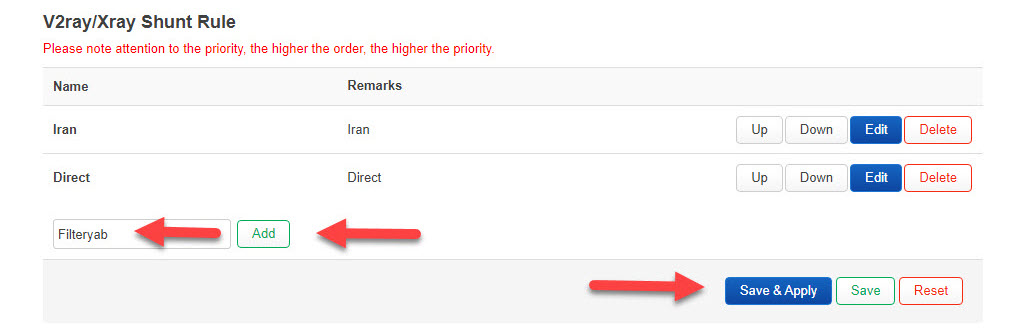 V2ray/Xray Shunt Rule
Please note attention to the priority, the higher the order, the higher the priority.
Name Remarks
Iran Iran Up Down Edit Delete
Direct Direct Up Down Edit Delete
Filteryab Add
Save & Apply Save Reset